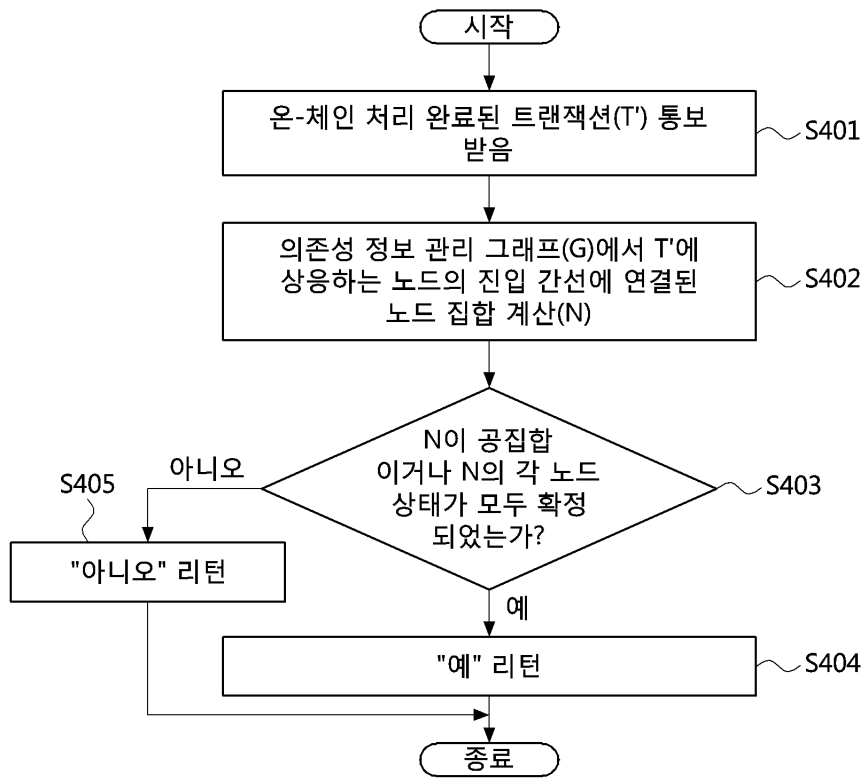 시작
온-체인 처리 완료된 트랜잭션(T') 통보
받음
S401
의존성 정보 관리 그래프(G)에서 T'에
상응하는 노드의 진입 간선에 연결된
노드 집합 계산(N)
S402
N이 공집합
이거나 N의 각 노드
상태가 모두 확정
되었는가?
S403
아니오
S405
"아니오" 리턴
예
"예" 리턴
S404
종료